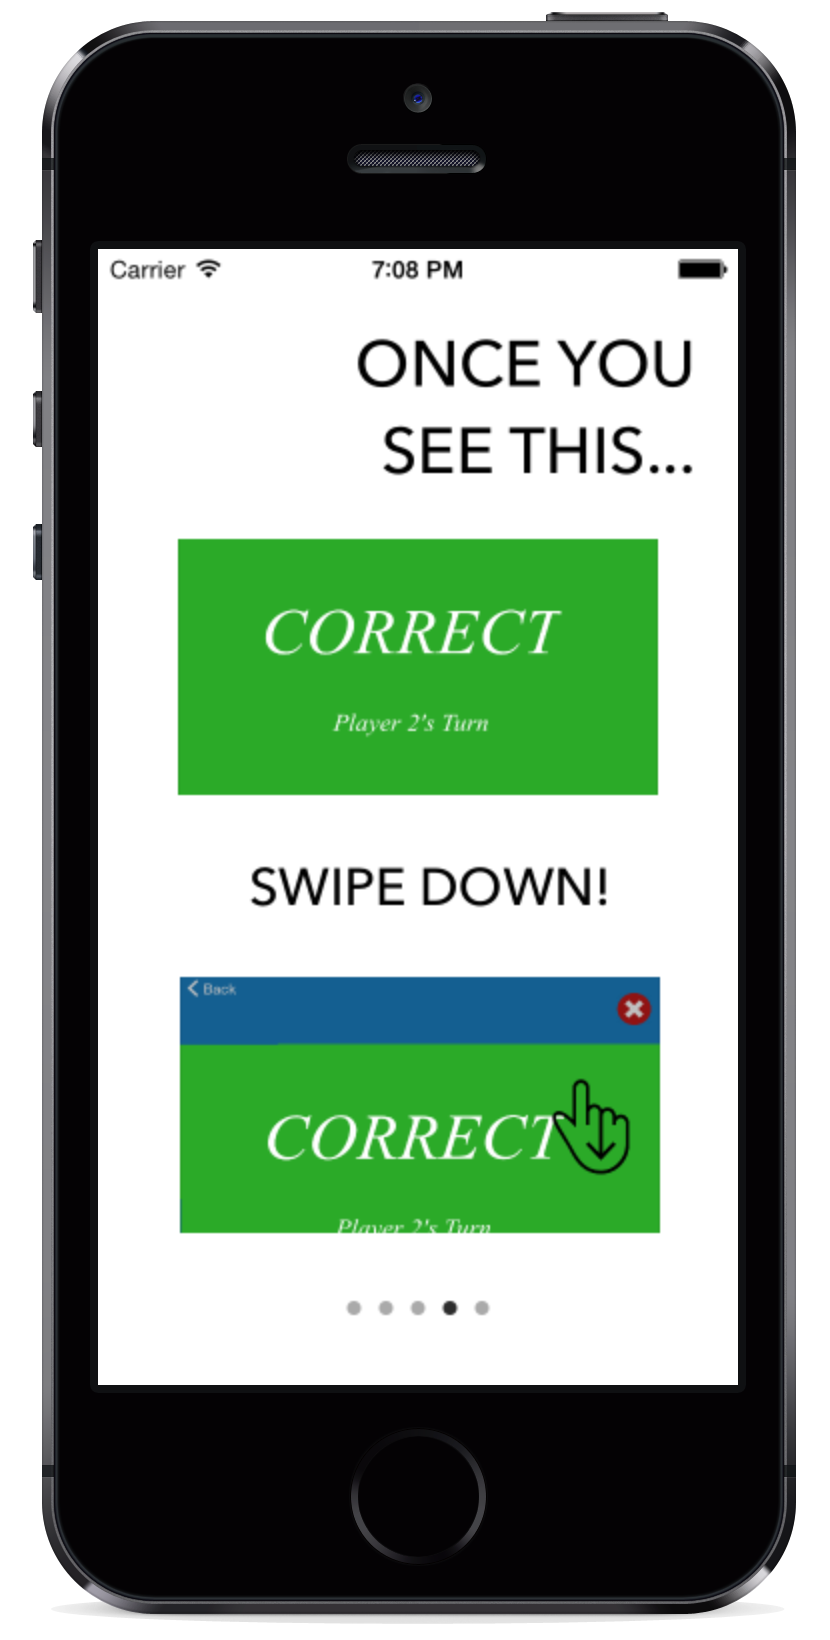 Carrier 7:08 PM
ONCE YOU
SEE THIS...
CORRECT
Player 2's Turn
SWIPE DOWN!
Back
CORRECT
Player 2's Turn